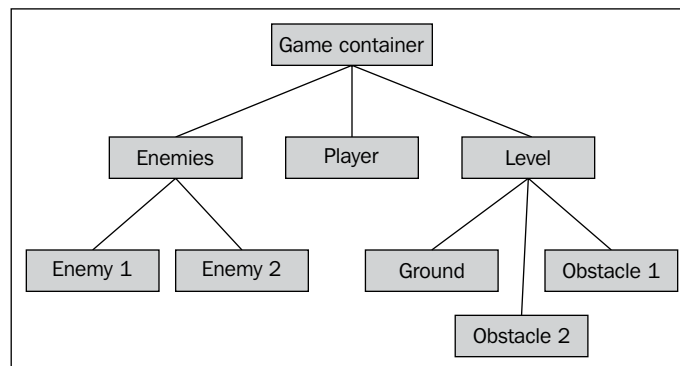 Game container
Enemies
Player
Level
Enemy 1
Enemy 2
Ground
Obstacle 1
Obstacle 2